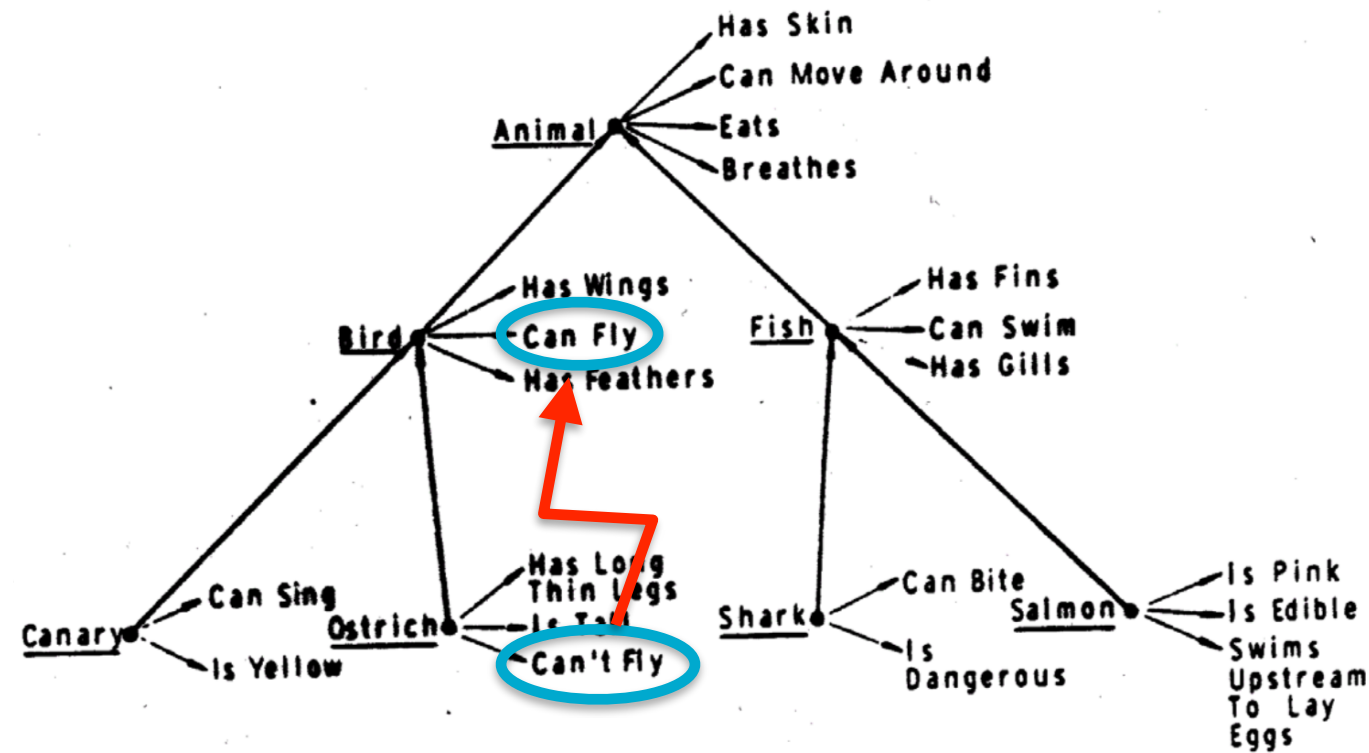 Has Skin
Can Move Around
Animal
Eats
Breathes
Has Wings
Bird
Can Fly
Has Feathers
Has Fins
Fish
Can Swim
Has Gills
Canary
Can Sing
Is Yellow
Ostrich
Has Long
Thin Legs
Is Tall
Can't Fly
Shark
Can Bite
Is
Dangerous
Salmon
Is Pink
Is Edible
Swims
Upstream
To Lay
Eggs